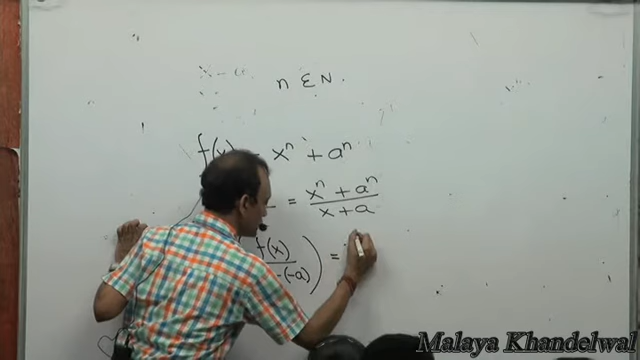 n ∈ N.
f(x) = xⁿ + aⁿ
= xⁿ + aⁿ / x + a
f(x) / -(-a) ) =
Malaya Khandelwal